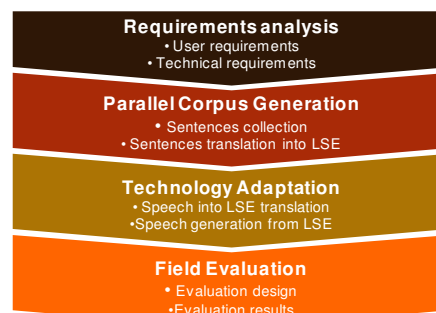 Requirements analysis
• User requirements
• Technical requirements
Parallel Corpus Generation
• Sentences collection
• Sentences translation into LSE
Technology Adaptation
• Speech into LSE translation
•Speech generation from LSE
Field Evaluation
• Evaluation design
•Evaluation results